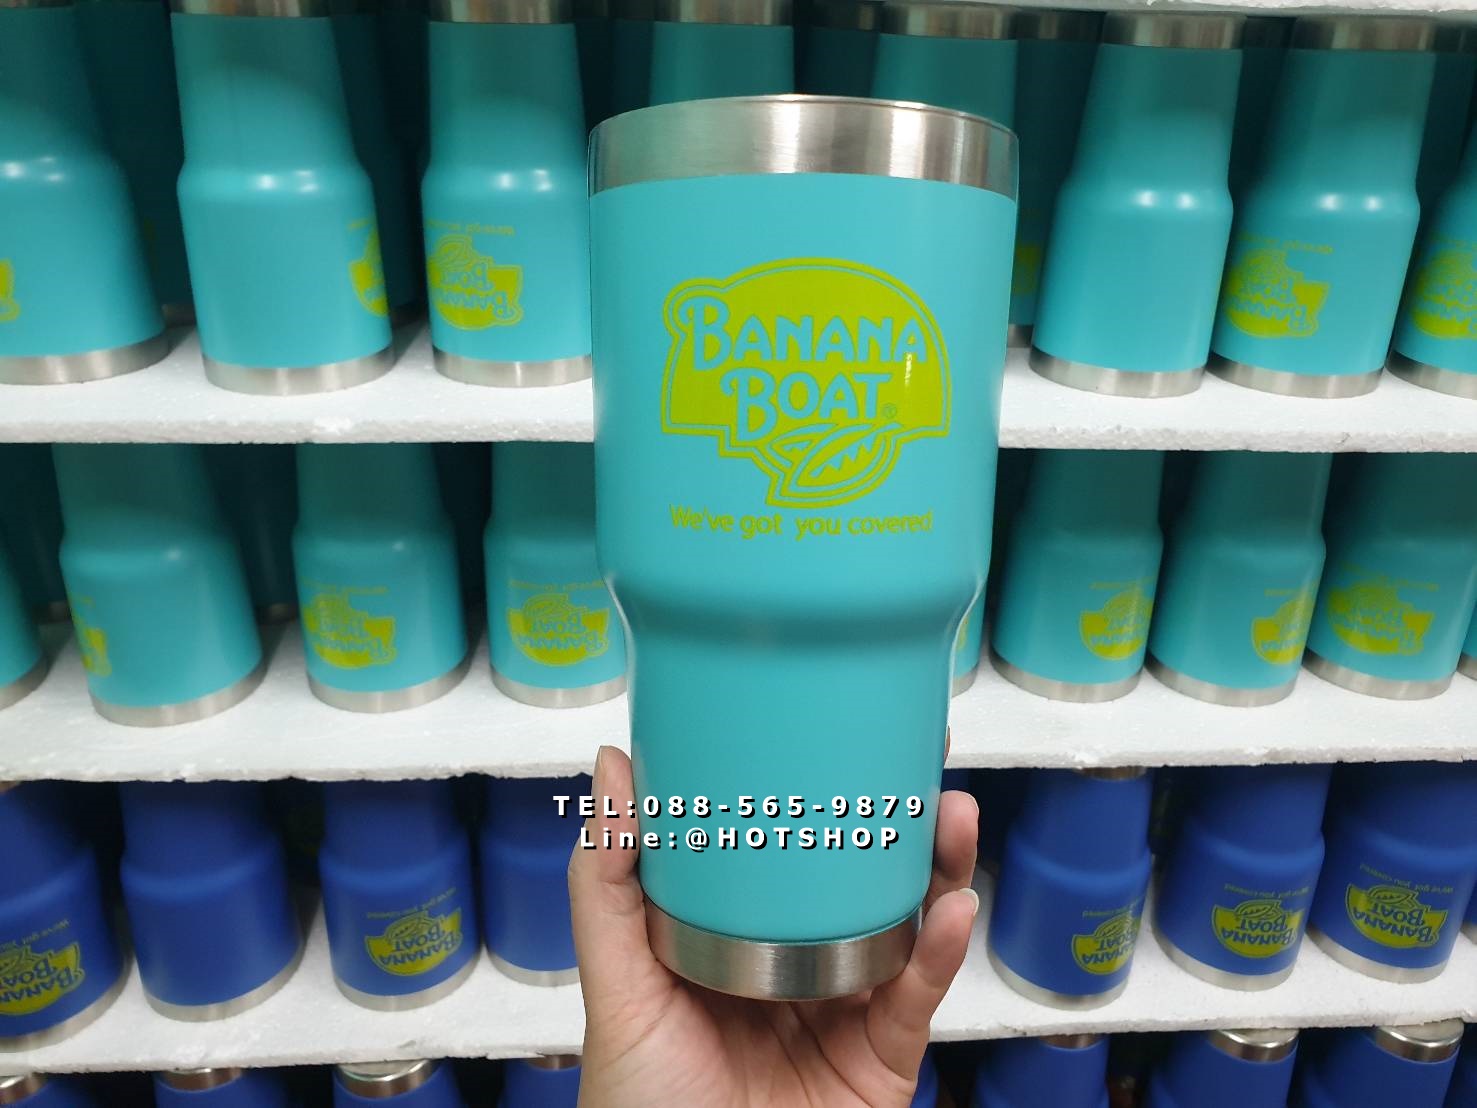 BANANA
BOAT®
We've got you covered
TEL:088-565-9879
Line:@HOTSHOP